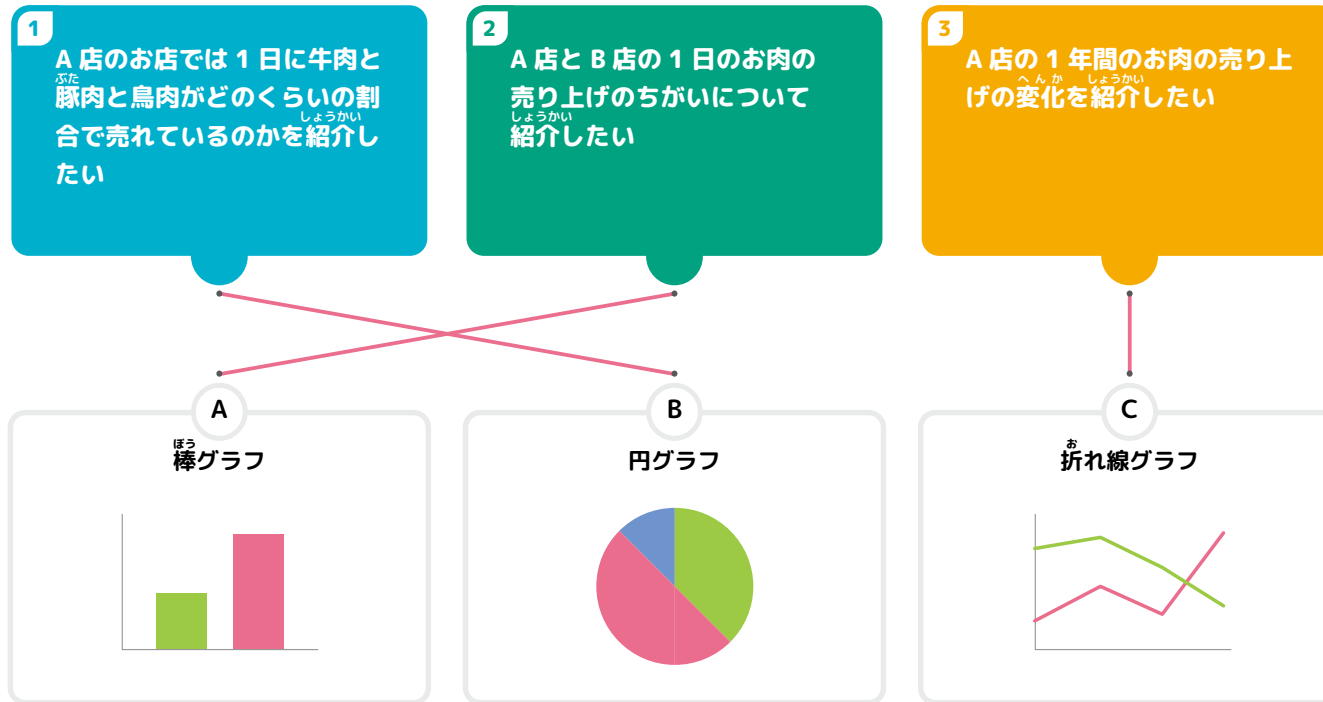 1
A 店のお店では 1 日に牛肉と
ぶた
豚肉と鳥肉がどのくらいの割
しょうかい
合で売れているのかを紹介し
たい
2
A 店と B 店の 1 日のお肉の
売り上げのちがいについて
しょうかい
紹介したい
3
A 店の 1 年間のお肉の売り上
へんか しょうかい
げの変化を紹介したい
A
ぼう
棒グラフ
B
円グラフ
C
お
折れ線グラフ